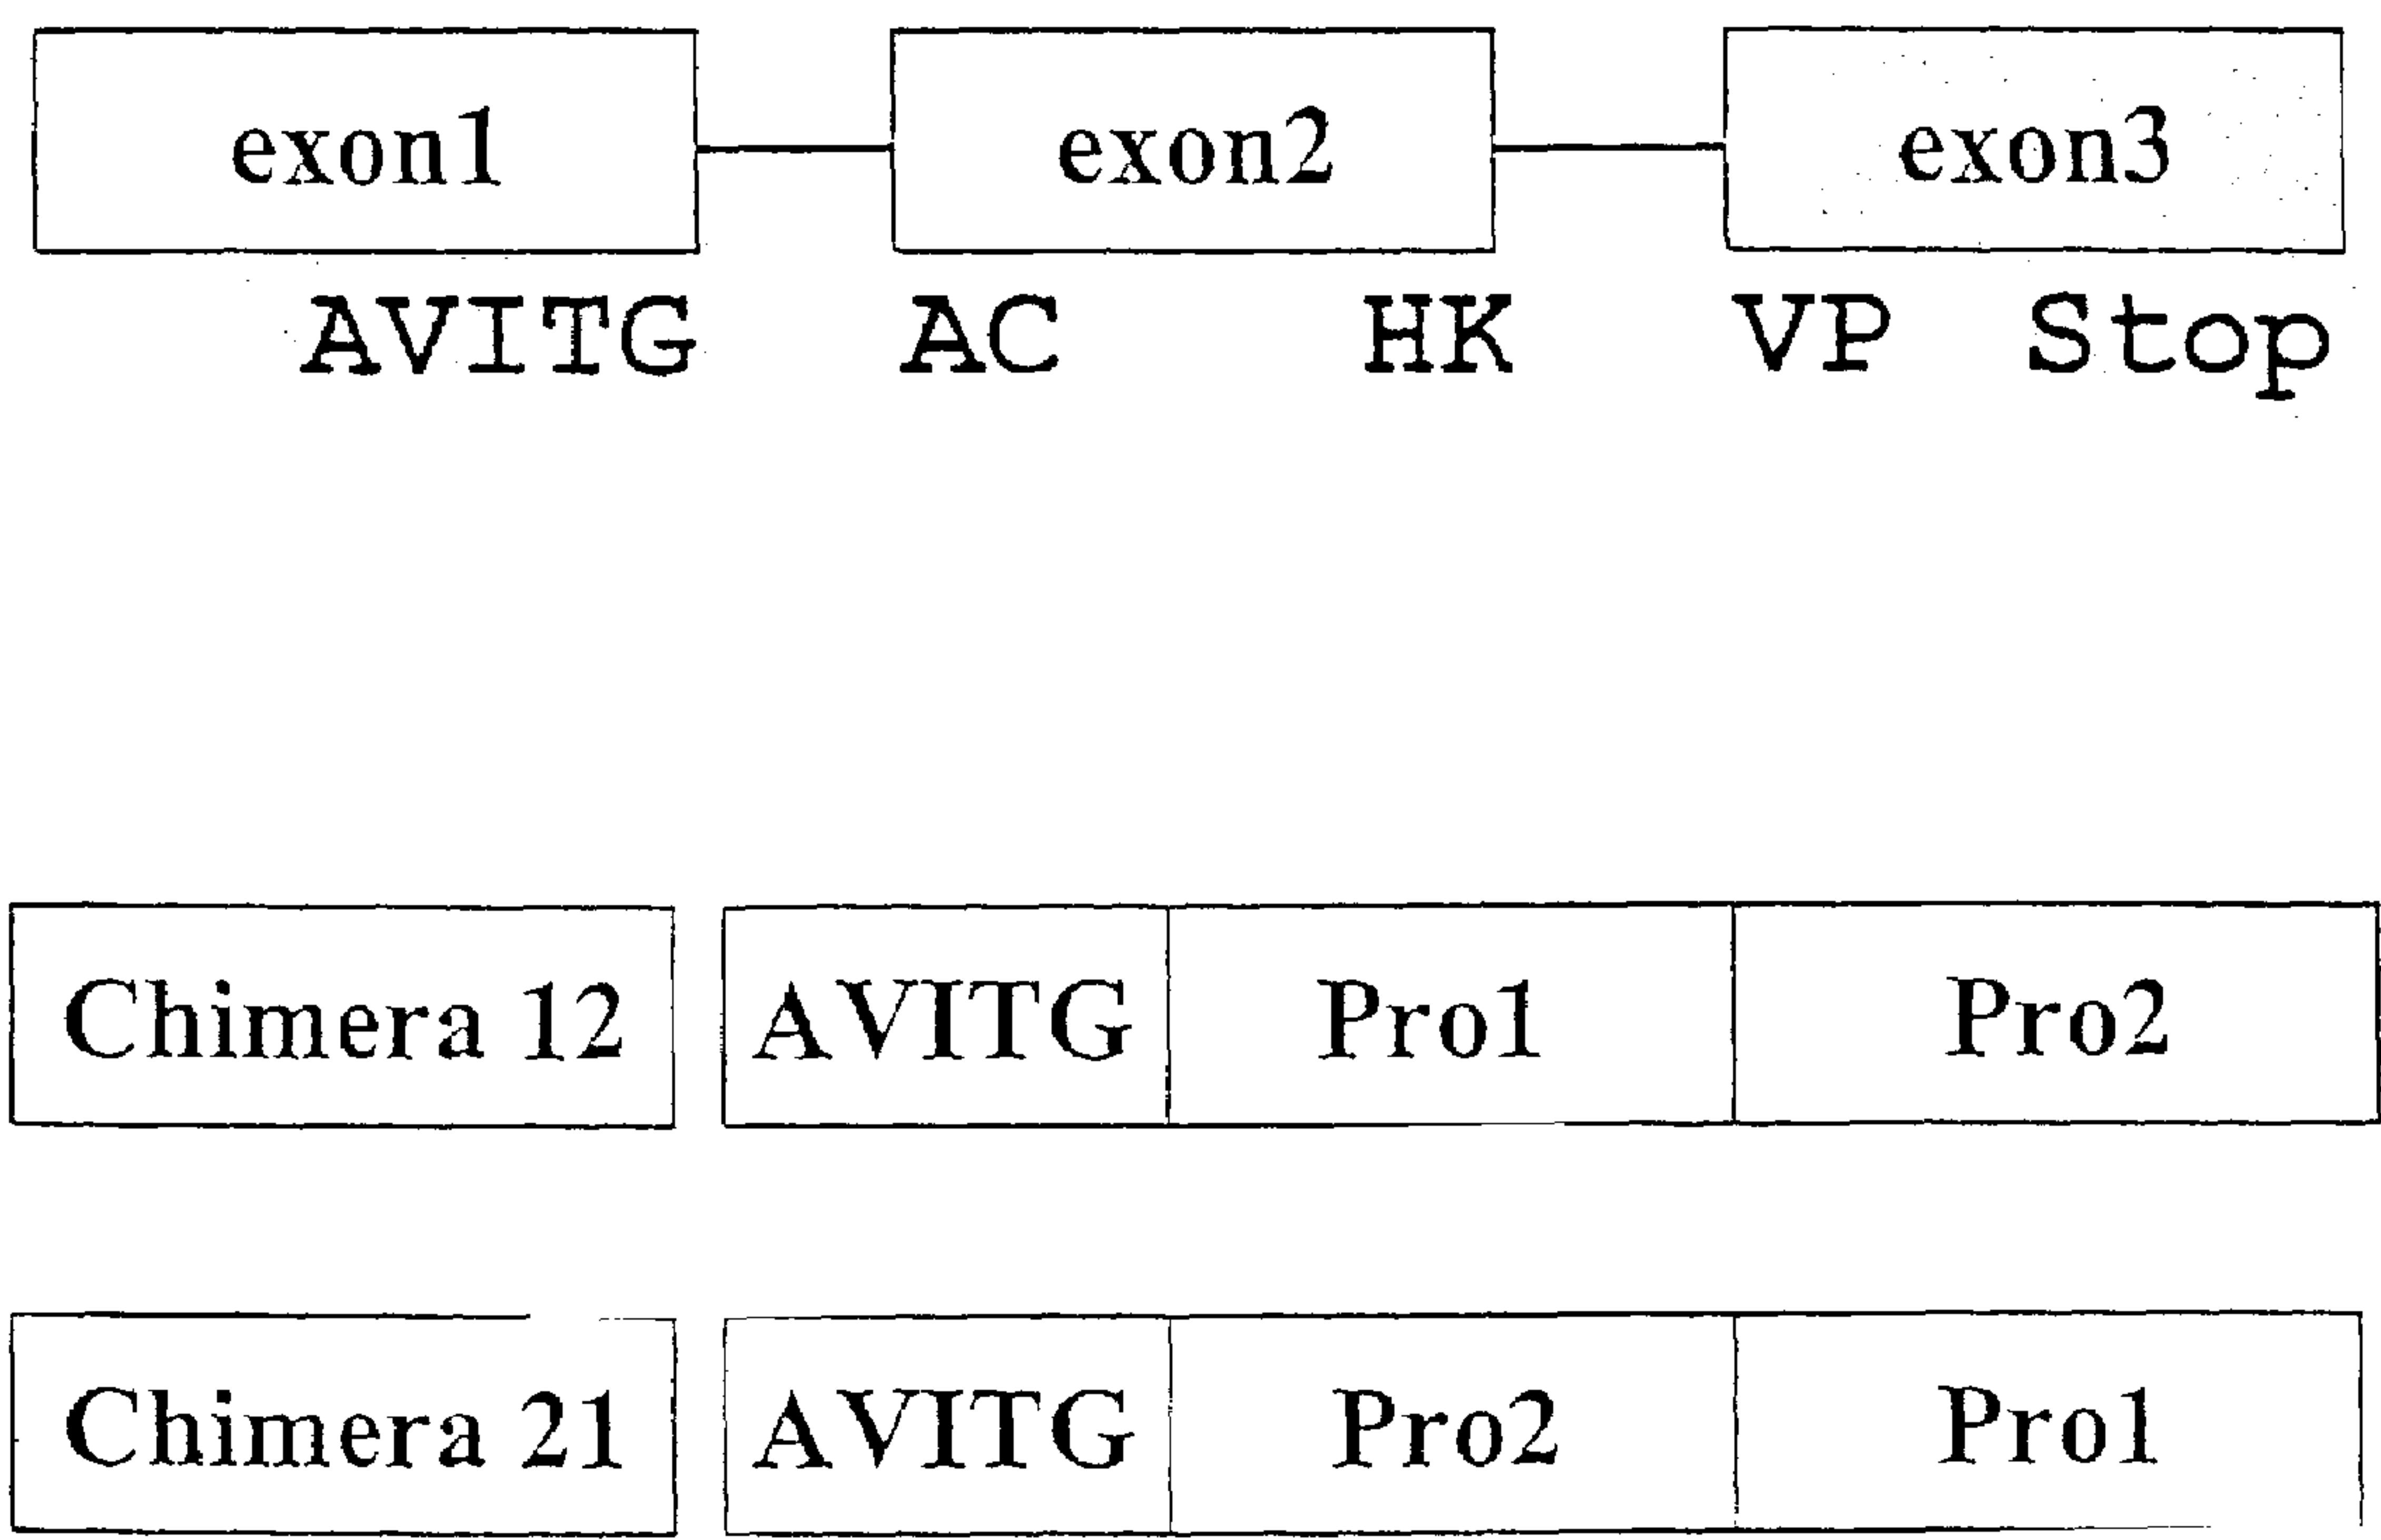 exon1 exon2 exon3
AVITG AC HK VP Stop
Chimera 12 AVITG Pro1 Pro2
Chimera 21 AVITG Pro2 Pro1